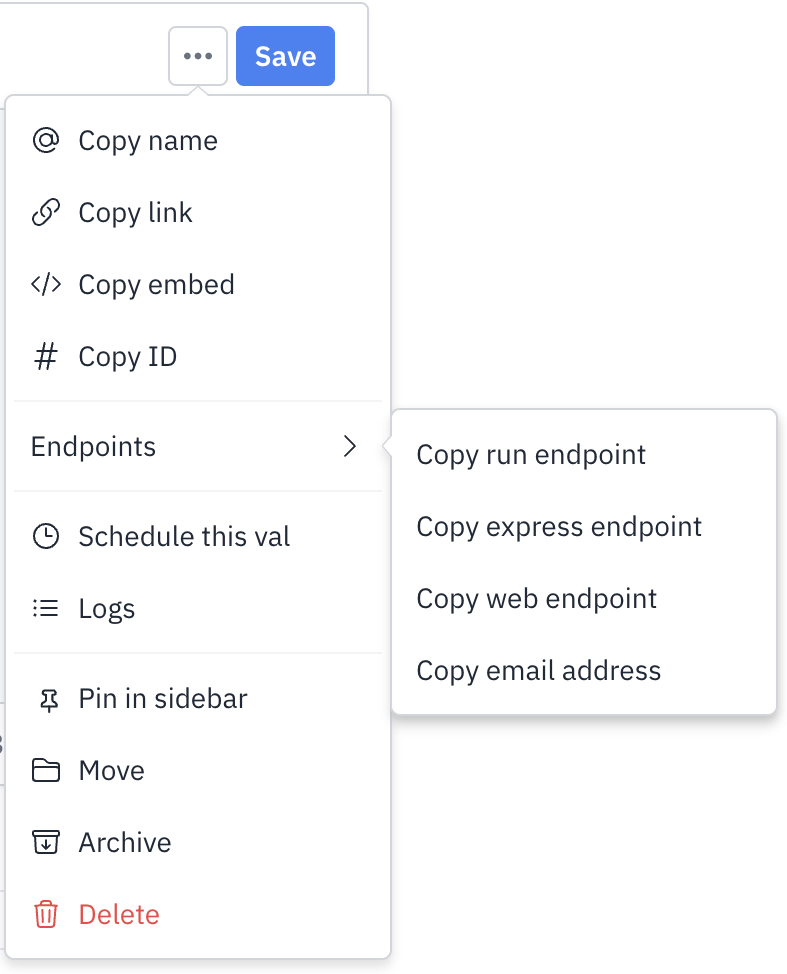 Save
Copy name
Copy link
Copy embed
Copy ID
Endpoints
Copy run endpoint
Copy express endpoint
Copy web endpoint
Copy email address
Schedule this val
Logs
Pin in sidebar
Move
Archive
Delete